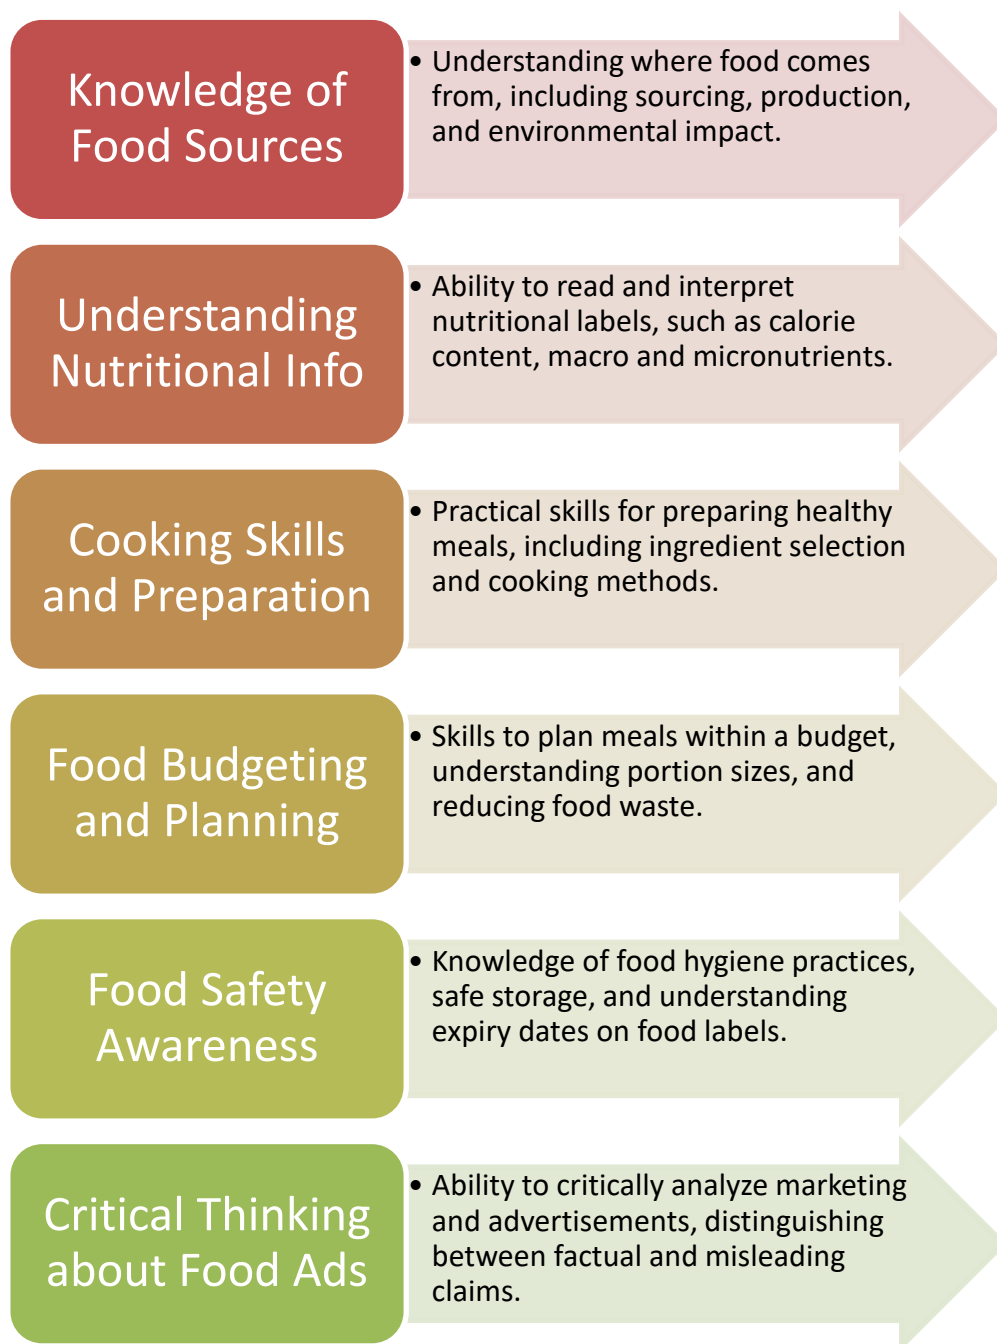 Knowledge of
Food Sources
• Understanding where food comes
from, including sourcing, production,
and environmental impact.
Understanding
Nutritional Info
• Ability to read and interpret
nutritional labels, such as calorie
content, macro and micronutrients.
Cooking Skills
and Preparation
• Practical skills for preparing healthy
meals, including ingredient selection
and cooking methods.
Food Budgeting
and Planning
• Skills to plan meals within a budget,
understanding portion sizes, and
reducing food waste.
Food Safety
Awareness
• Knowledge of food hygiene practices,
safe storage, and understanding
expiry dates on food labels.
Critical Thinking
about Food Ads
• Ability to critically analyze marketing
and advertisements, distinguishing
between factual and misleading
claims.